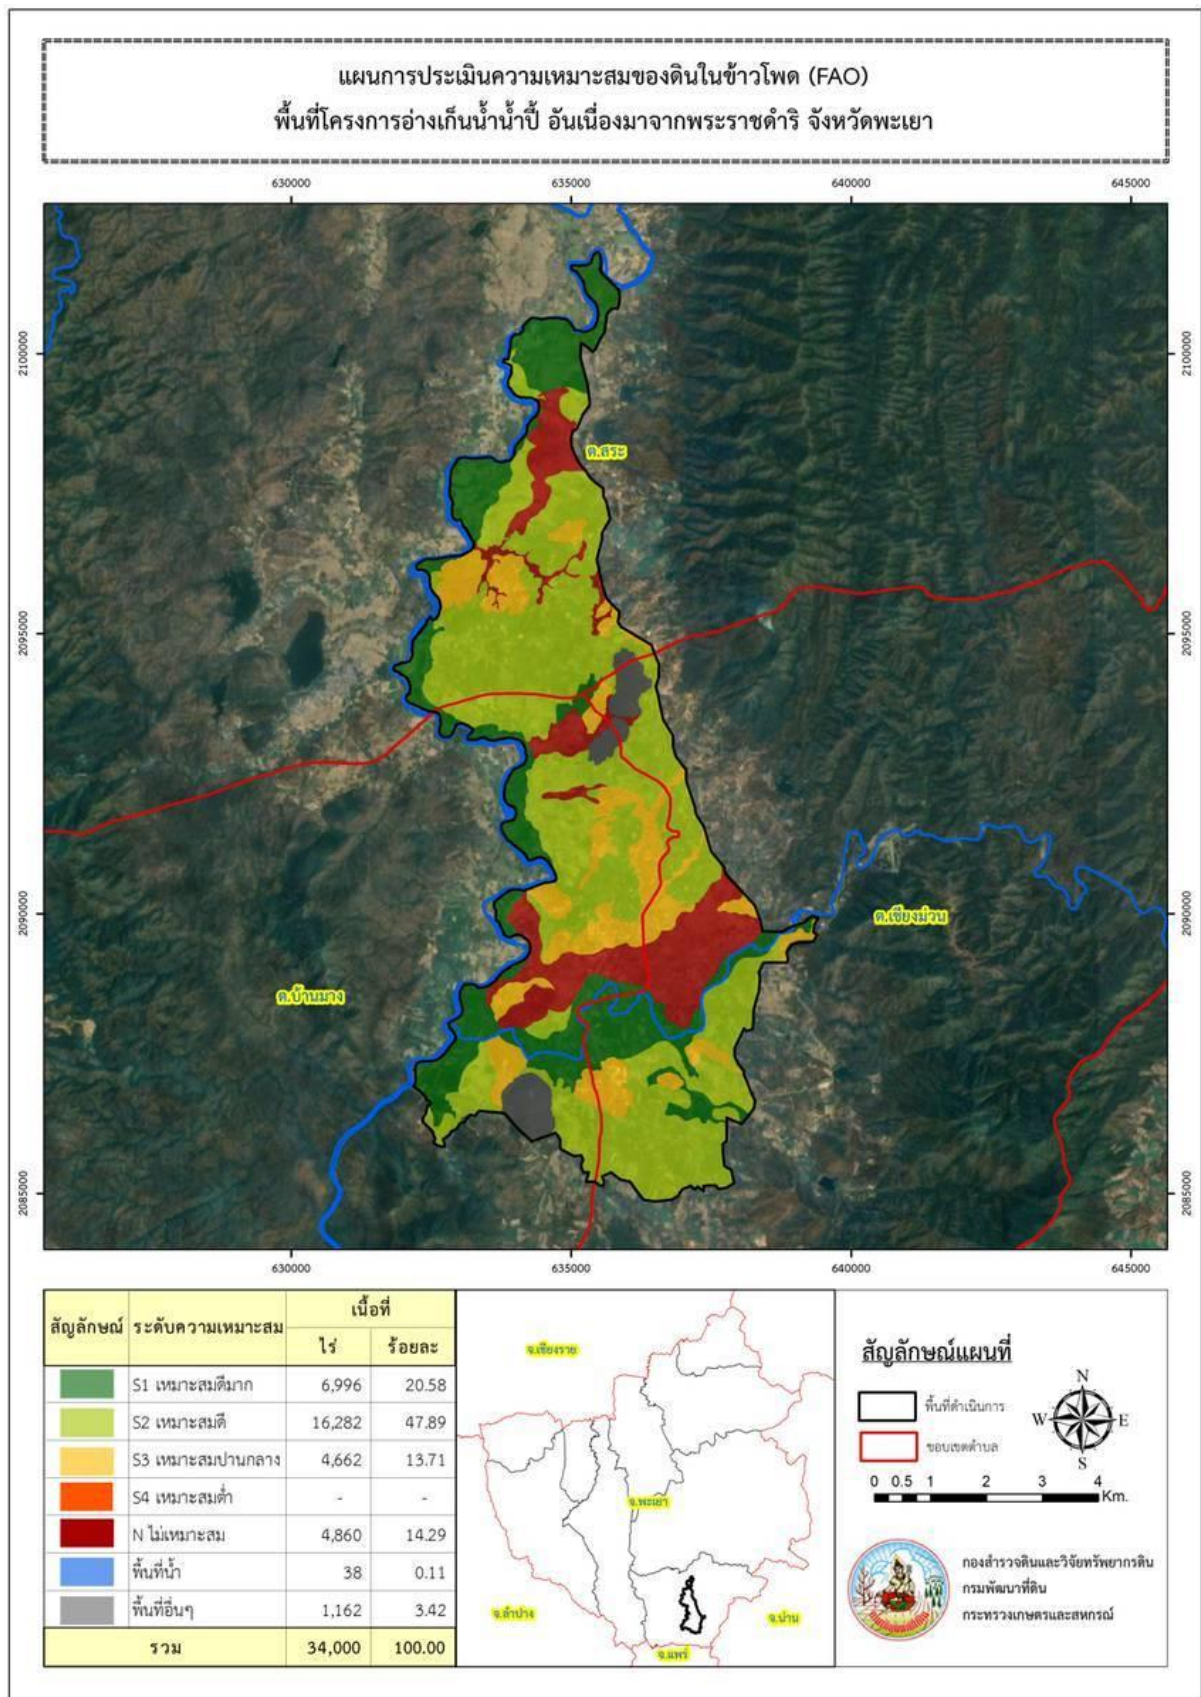 แผนการประเมินความเหมาะสมของดินในข้าวโพด (FAO)
พื้นที่โครงการอ่างเก็บน้ำน้ำปี้ อันเนื่องมาจากพระราชดำริ จังหวัดพะเยา
630000 635000 640000 645000
2100000 2100000
ต.สระ
2095000 2095000
2090000 2090000
ต.เชียงม่วน
ต.บ้านมาง
2085000 2085000
630000 635000 640000 645000
สัญลักษณ์ ระดับความเหมาะสม เนื้อที่
ไร่ ร้อยละ
S1 เหมาะสมดีมาก 6,996 20.58
S2 เหมาะสมดี 16,282 47.89
S3 เหมาะสมปานกลาง 4,662 13.71
S4 เหมาะสมต่ำ - -
N ไม่เหมาะสม 4,860 14.29
พื้นที่น้ำ 38 0.11
พื้นที่อื่นๆ 1,162 3.42
รวม 34,000 100.00
จ.เชียงราย
จ.พะเยา
จ.ลำปาง
จ.น่าน
จ.แพร่
สัญลักษณ์แผนที่
พื้นที่ดำเนินการ
ขอบเขตตำบล
N
W E
S
0 0.5 1 2 3 4
Km.
กองสำรวจดินและวิจัยทรัพยากรดิน
กรมพัฒนาที่ดิน
กระทรวงเกษตรและสหกรณ์